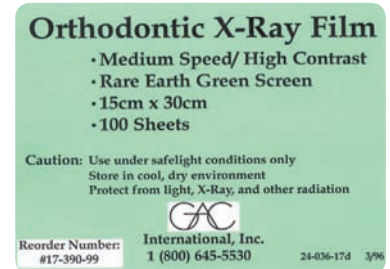 Orthodontic X-Ray Film
· Medium Speed/ High Contrast
· Rare Earth Green Screen
· 15cm x 30cm
· 100 Sheets
Caution: Use under safelight conditions only
Store in cool, dry environment
Protect from light, X-Ray, and other radiation
GAC
International, Inc.
1 (800) 645-5530
Reorder Number:
#17-390-99
24-036-17d 3/96